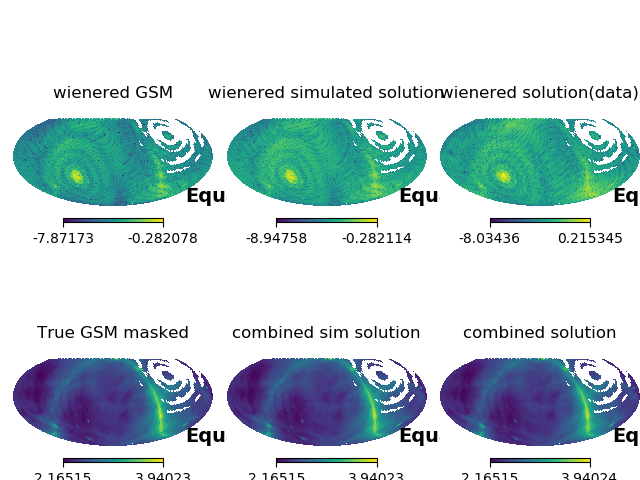 wienered GSM
wienered simulated solution
wienered solution(data)
Equ
Equ
Eq
-7.87173 -0.282078
-8.94758 -0.282114
-8.03436 0.215345
True GSM masked
combined sim solution
combined solution
Equ
Equ
Eq
2.16515 3.94023
2.16515 3.94023
2.16515 3.94024